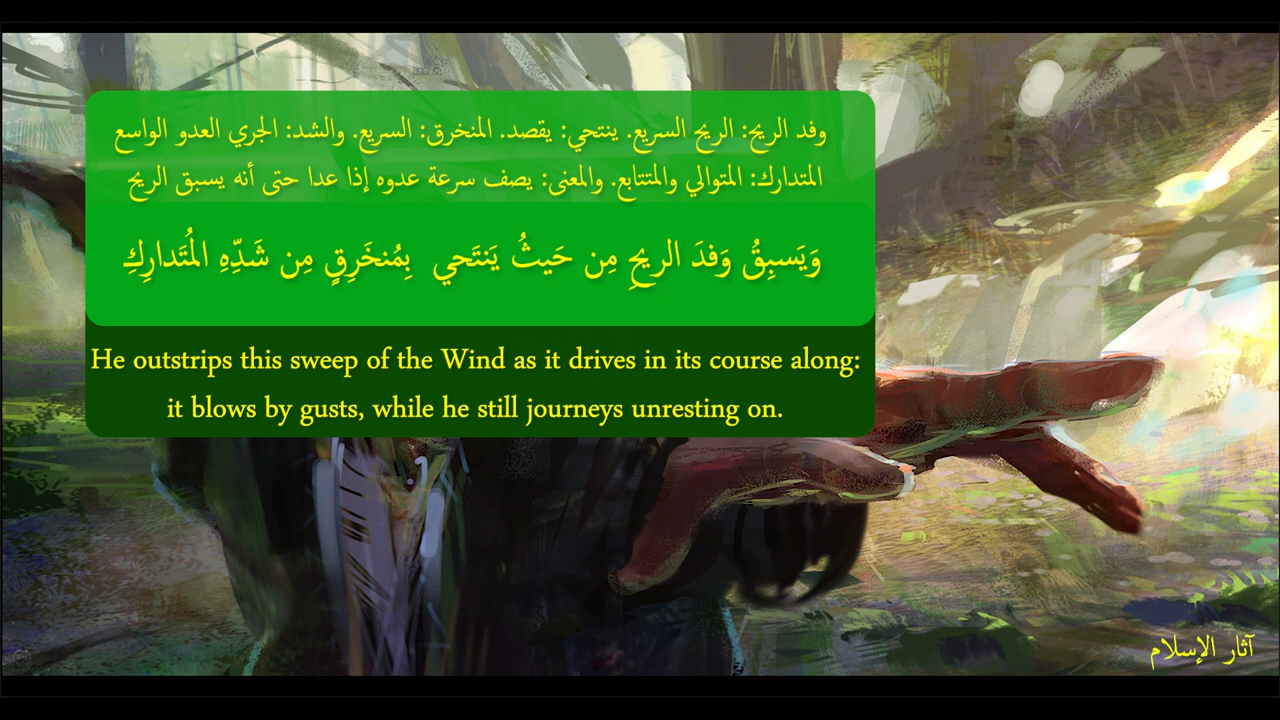 وفد الريح: الريح السريع. ينتحي: يقصد. المنخرق: السريع. والشد: الجري العدو الواسع
المتدارك: المتوالي والمتتابع. والمعنى: يصف سرعة عدوه إذا عدا حتى أنه يسبق الريح
وَيَسبِقُ وَفدَ الريحِ مِن حَيثُ يَنتَحي بِمُنخَرِقٍ مِن شَدِّهِ المُتَدارِكِ
He outstrips this sweep of the Wind as it drives in its course along:
it blows by gusts, while he still journeys unresting on.
آثار الإسلام